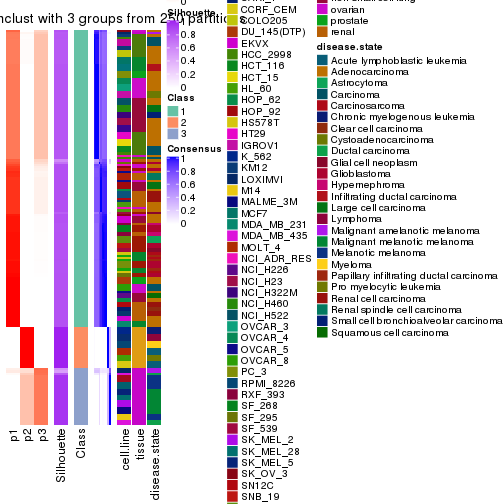 nclust with 3 groups from 250 partitions
Silhouette
1
0.8
0.6
0.4
0.2
0
Class
1
2
3
Consensus
1
0.8
0.6
0.4
0.2
0
p1
p2
p3
Silhouette
Class
cell.line
tissue
disease.state
CCRF_CEM
COLO205
DU_145(DTP)
EKVX
HCC_2998
HCT_116
HCT_15
HL_60
HOP_62
HOP_92
HS578T
HT29
IGROV1
K_562
KM12
LOXIMVI
M14
MALME_3M
MCF7
MDA_MB_231
MDA_MB_435
MOLT_4
NCI_ADR_RES
NCI_H226
NCI_H23
NCI_H322M
NCI_H460
NCI_H522
OVCAR_3
OVCAR_4
OVCAR_5
OVCAR_8
PC_3
RPMI_8226
RXF_393
SF_268
SF_295
SF_539
SK_MEL_2
SK_MEL_28
SK_MEL_5
SK_OV_3
SN12C
SNB_19
ovarian
prostate
renal
disease.state
Acute lymphoblastic leukemia
Adenocarcinoma
Astrocytoma
Carcinoma
Carcinosarcoma
Chronic myelogenous leukemia
Clear cell carcinoma
Cystoadenocarcinoma
Ductal carcinoma
Glial cell neoplasm
Glioblastoma
Hypernephroma
Infiltrating ductal carcinoma
Large cell carcinoma
Lymphoma
Malignant amelanotic melanoma
Malignant melanotic melanoma
Melanotic melanoma
Myeloma
Papillary infiltrating ductal carcinoma
Pro myelocytic leukemia
Renal cell carcinoma
Renal spindle cell carcinoma
Small cell bronchioalveolar carcinoma
Squamous cell carcinoma